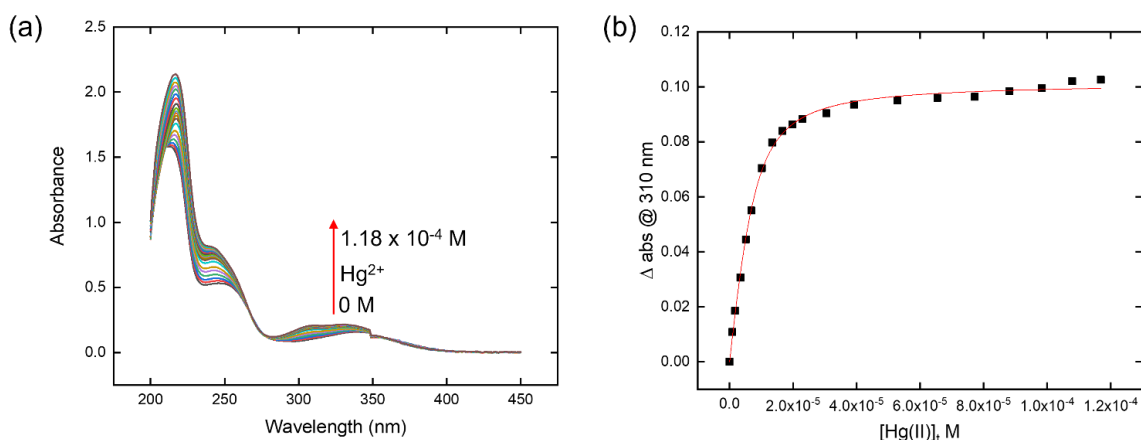 (a)
2.5
2.0
1.5
1.0
0.5
0.0
Absorbance
200 250 300 350 400 450
Wavelength (nm)
1.18 x 10⁻⁴ M
Hg²⁺
0 M
(b)
0.12
0.10
0.08
0.06
0.04
0.02
0.00
Δ abs @ 310 nm
0.0 2.0x10⁻⁵ 4.0x10⁻⁵ 6.0x10⁻⁵ 8.0x10⁻⁵ 1.0x10⁻⁴ 1.2x10⁻⁴
[Hg(II)], M